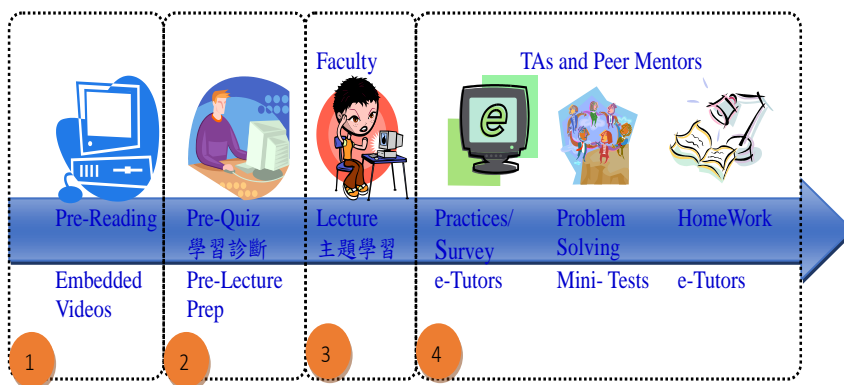 Faculty
TAs and Peer Mentors
e
Pre-Reading
Embedded
Videos
1
Pre-Quiz
學習診斷
Pre-Lecture
Prep
2
Lecture
主題學習
3
Practices/
Survey
e-Tutors
Problem
Solving
Mini- Tests
HomeWork
e-Tutors
4